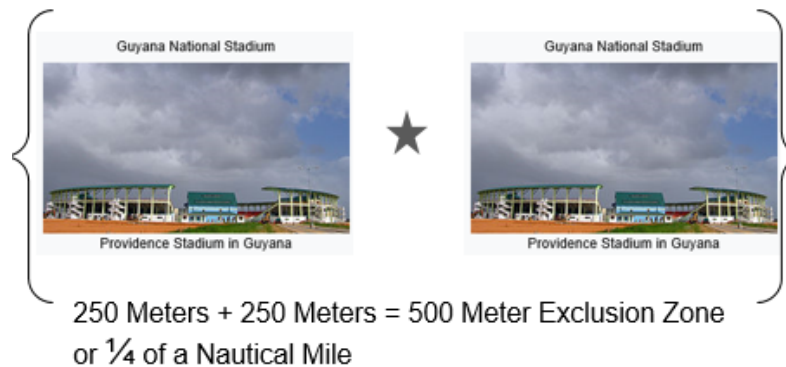 Guyana National Stadium
Guyana National Stadium
Providence Stadium in Guyana
Providence Stadium in Guyana
250 Meters + 250 Meters = 500 Meter Exclusion Zone
or ¼ of a Nautical Mile